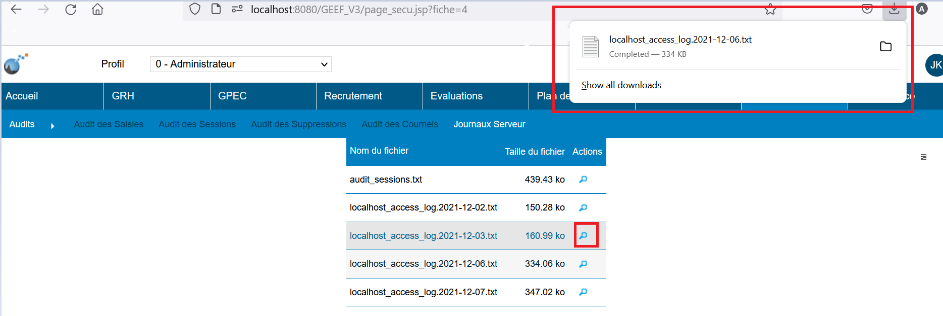 localhost:8080/GEEF_V3/page_secu.jsp?fiche=4
A
localhost_access_log.2021-12-06.txt
Completed — 334 KB
Show all downloads
Profil
0 - Administrateur
JK
Accueil
GRH
GPEC
Recrutement
Evaluations
Plan de
Audits
Audit des Saisies
Audit des Sessions
Audit des Suppressions
Audit des Courriels
Journaux Serveur
Nom du fichier Taille du fichier Actions
audit_sessions.txt 439.43 ko
localhost_access_log.2021-12-02.txt 150.28 ko
localhost_access_log.2021-12-03.txt 160.99 ko
localhost_access_log.2021-12-06.txt 334.06 ko
localhost_access_log.2021-12-07.txt 347.02 ko